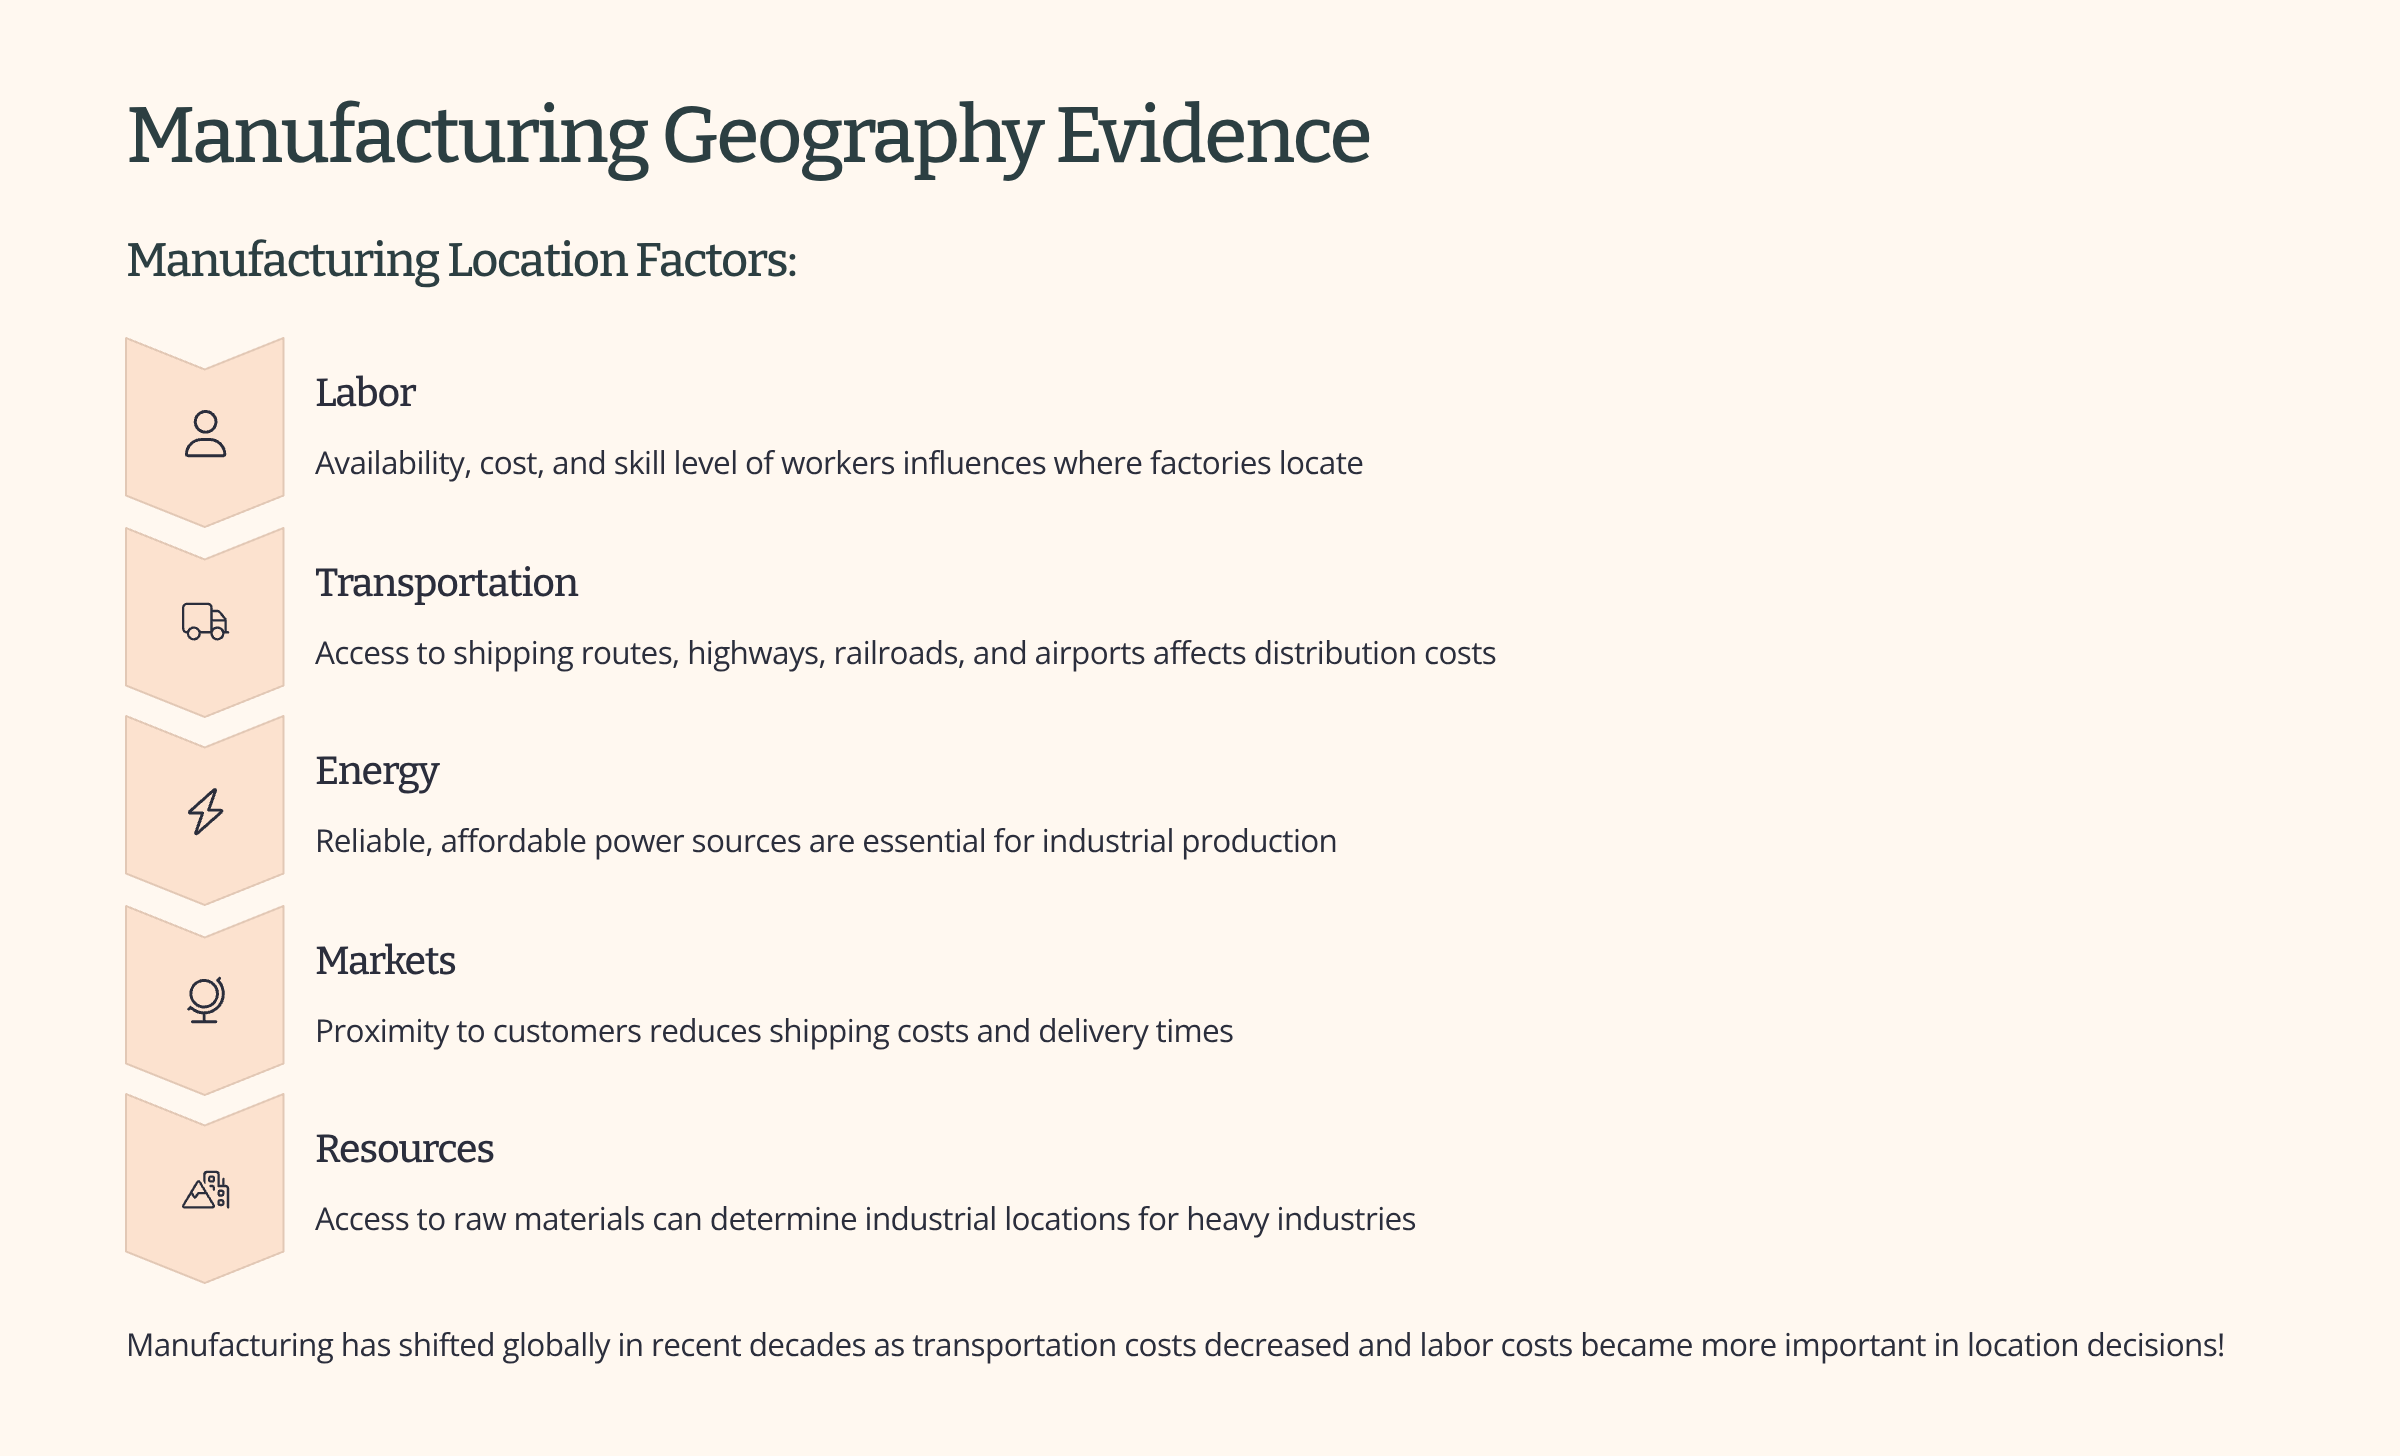 Manufacturing Geography Evidence
Manufacturing Location Factors:
Labor
Availability, cost, and skill level of workers influences where factories locate
Transportation
Access to shipping routes, highways, railroads, and airports affects distribution costs
Energy
Reliable, affordable power sources are essential for industrial production
Markets
Proximity to customers reduces shipping costs and delivery times
Resources
Access to raw materials can determine industrial locations for heavy industries
Manufacturing has shifted globally in recent decades as transportation costs decreased and labor costs became more important in location decisions!